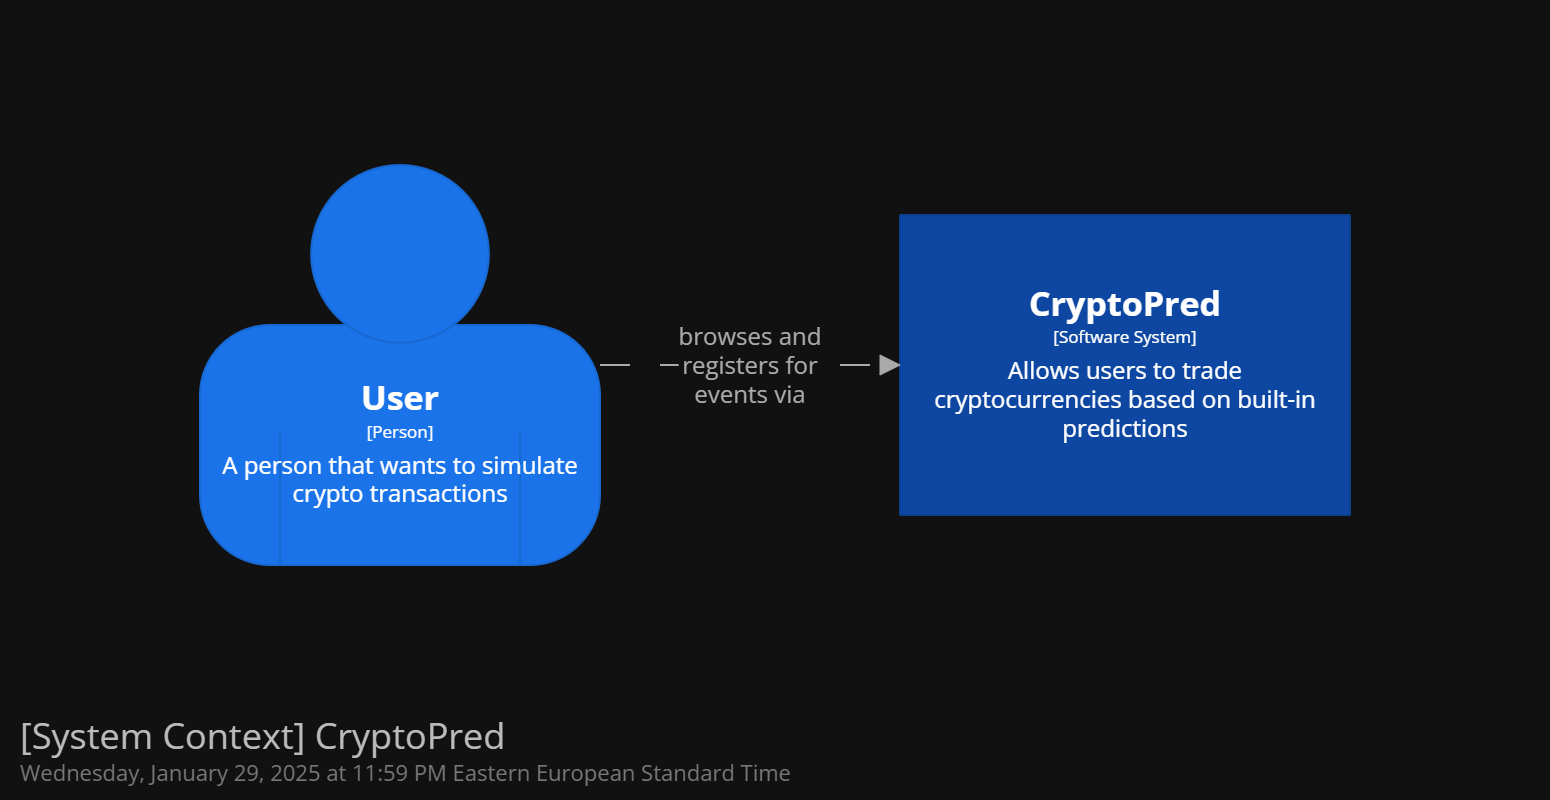 User
[Person]
A person that wants to simulate
crypto transactions
browses and
registers for
events via
CryptoPred
[Software System]
Allows users to trade
cryptocurrencies based on built-in
predictions
[System Context] CryptoPred
Wednesday, January 29, 2025 at 11:59 PM Eastern European Standard Time